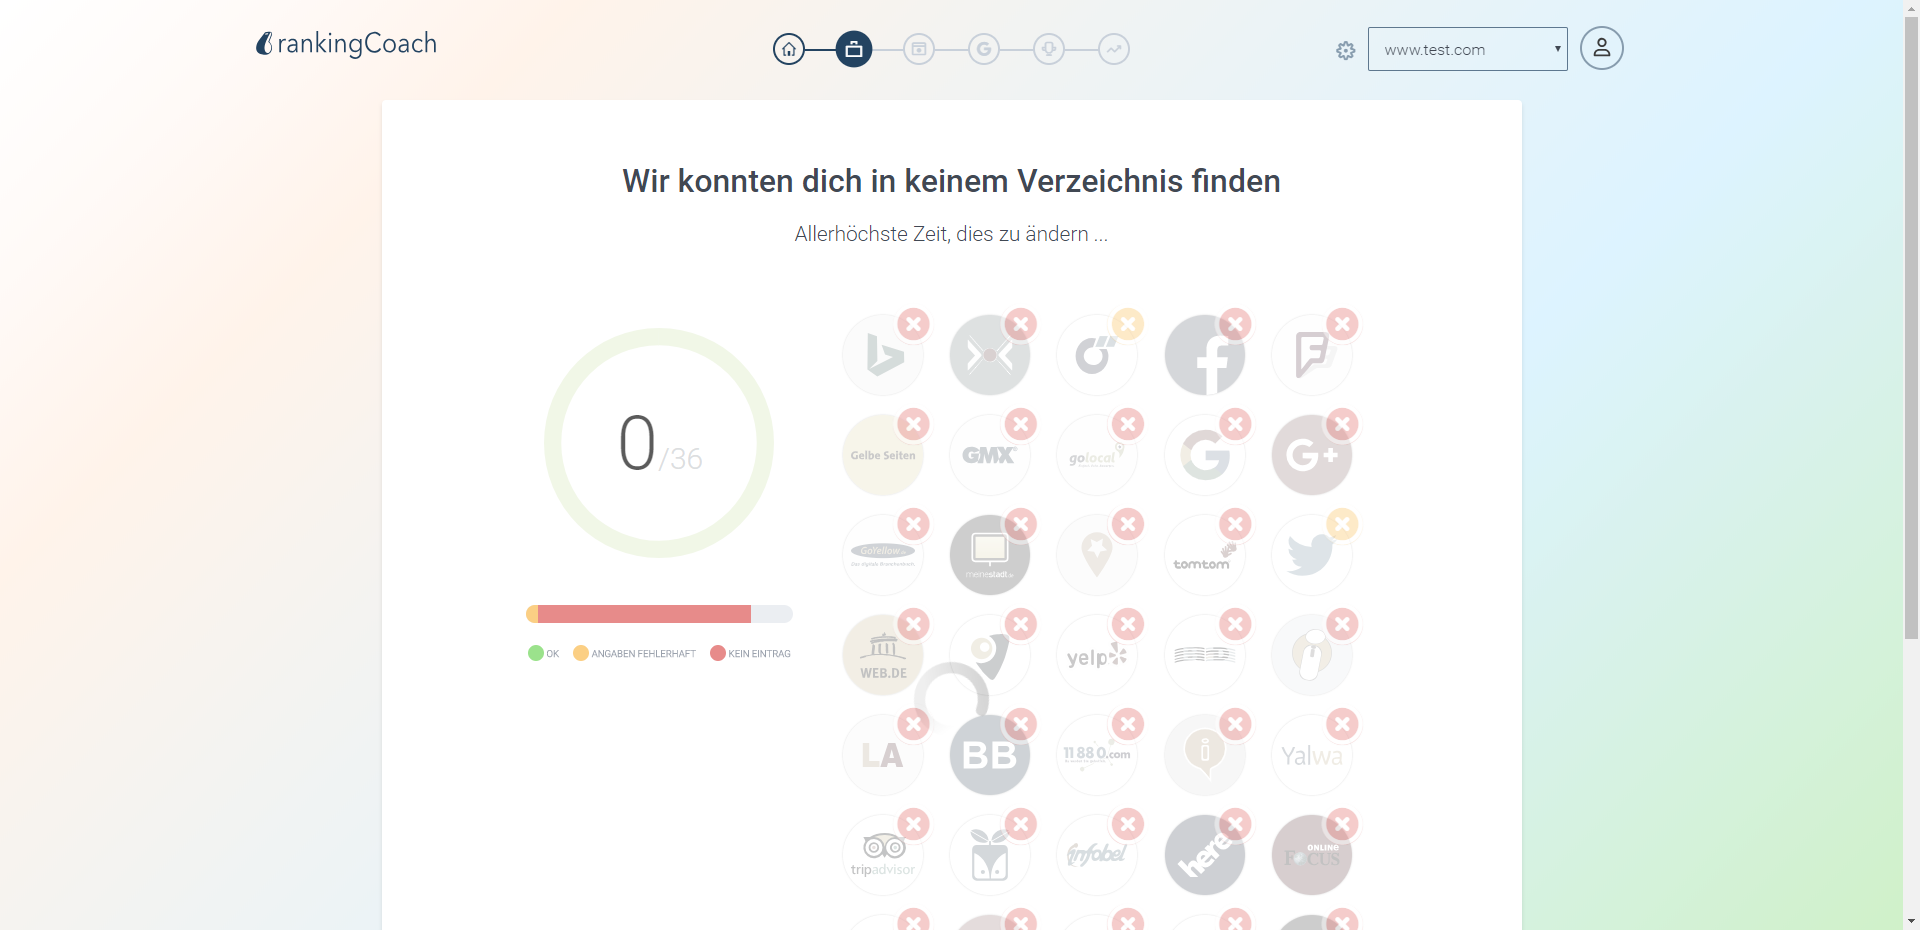 rankingCoach
www.test.com
Wir konnten dich in keinem Verzeichnis finden
Allerhöchste Zeit, dies zu ändern ...
0/36
OK
ANGABEN FEHLERHAFT
KEIN EINTRAG
Gelbe Seiten
GMX
golocal
G+
GoYellow.de
meinestadt.de
tomtom
WEB.DE
yelp
LA
BB
11880.com
Yalwa
tripadvisor
infobel
here
ONLINE
FOCUS